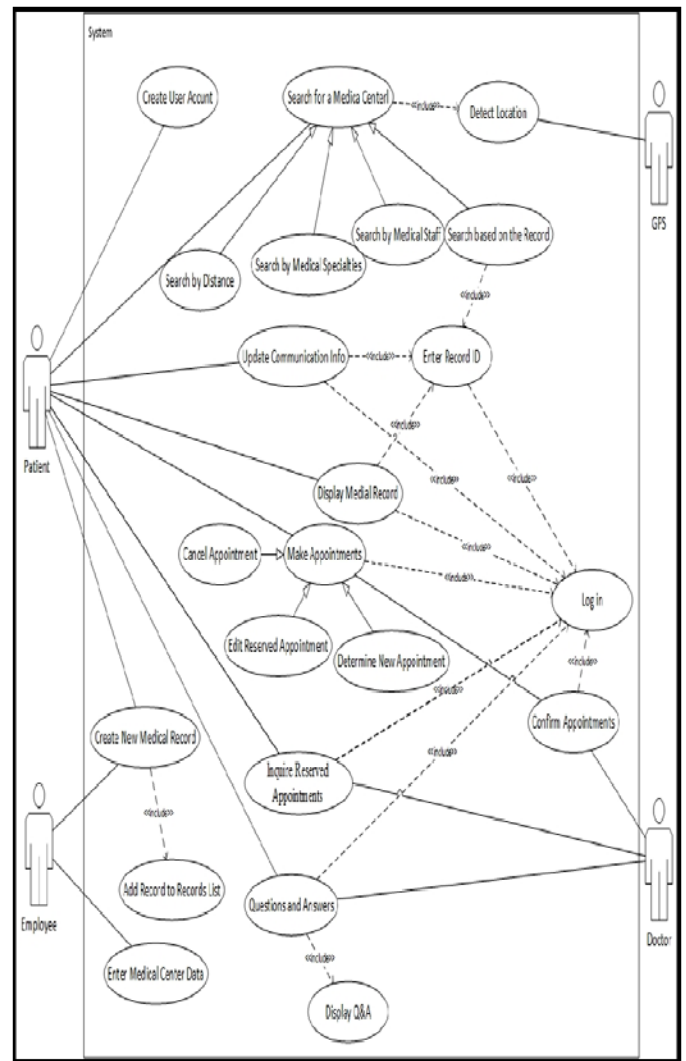 System
Create User Accunt
Search for a Medica Centerl
«include»
Detect Location
GPS
Search by Medical Staff
Search based on the Record
Search by Distance
Search by Medical Specialties
«include»
Update Communication Info
«include»
Enter Record ID
Patient
«include»
«include»
«include»
Display Medial Record
«include»
Cancel Appointment
Make Appointments
«include»
Log in
Edit Reserved Appointment
Determine New Appointment
«include»
«include»
Create New Medical Record
Confirm Appointments
«include»
Inquire Reserved
Appointments
«include»
Add Record to Records List
Questions and Answers
Employee
Doctor
«include»
Enter Medical Center Data
Display Q&A